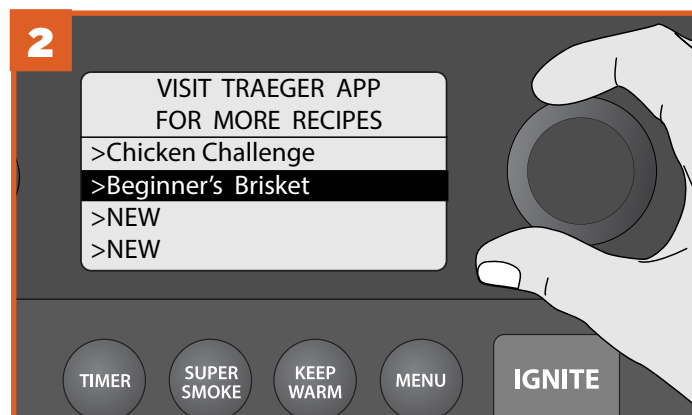 2
VISIT TRAEGER APP
FOR MORE RECIPES
>Chicken Challenge
>Beginner's Brisket
>NEW
>NEW
TIMER
SUPER
SMOKE
KEEP
WARM
MENU
IGNITE